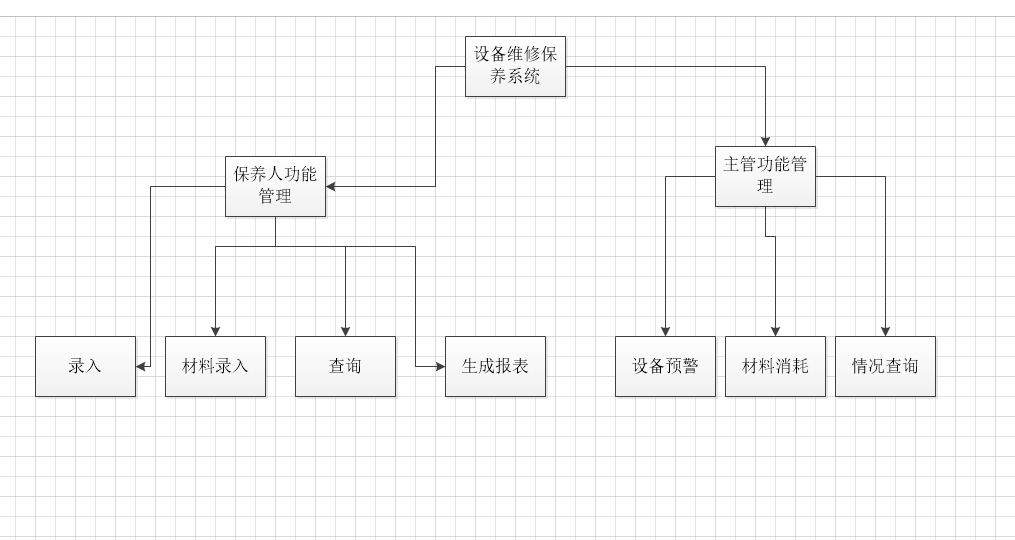 设备维修保
养系统
保养人功能
管理
主管功能管
理
录入
材料录入
查询
生成报表
设备预警
材料消耗
情况查询